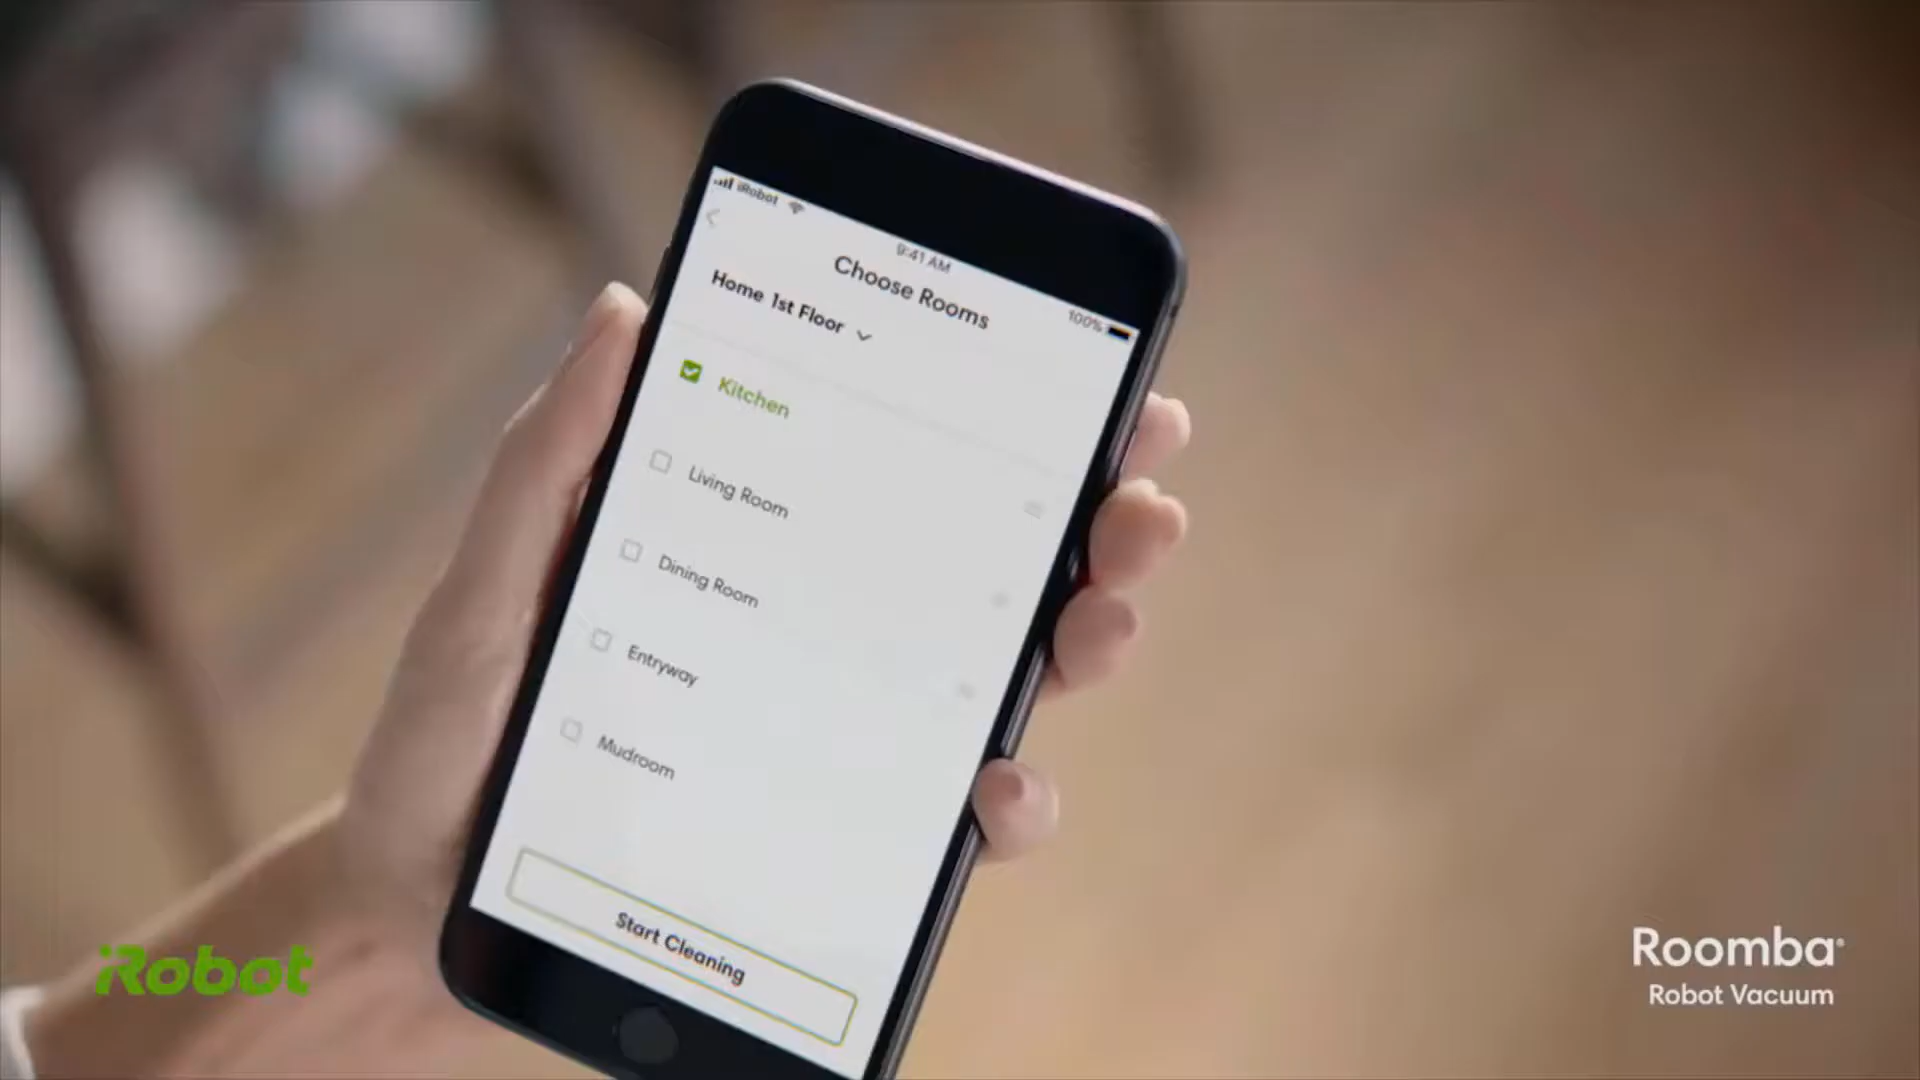 iRobot
9:41 AM
100%
Choose Rooms
Home 1st Floor
Kitchen
Living Room
Dining Room
Entryway
Mudroom
Start Cleaning
iRobot
Roomba®
Robot Vacuum